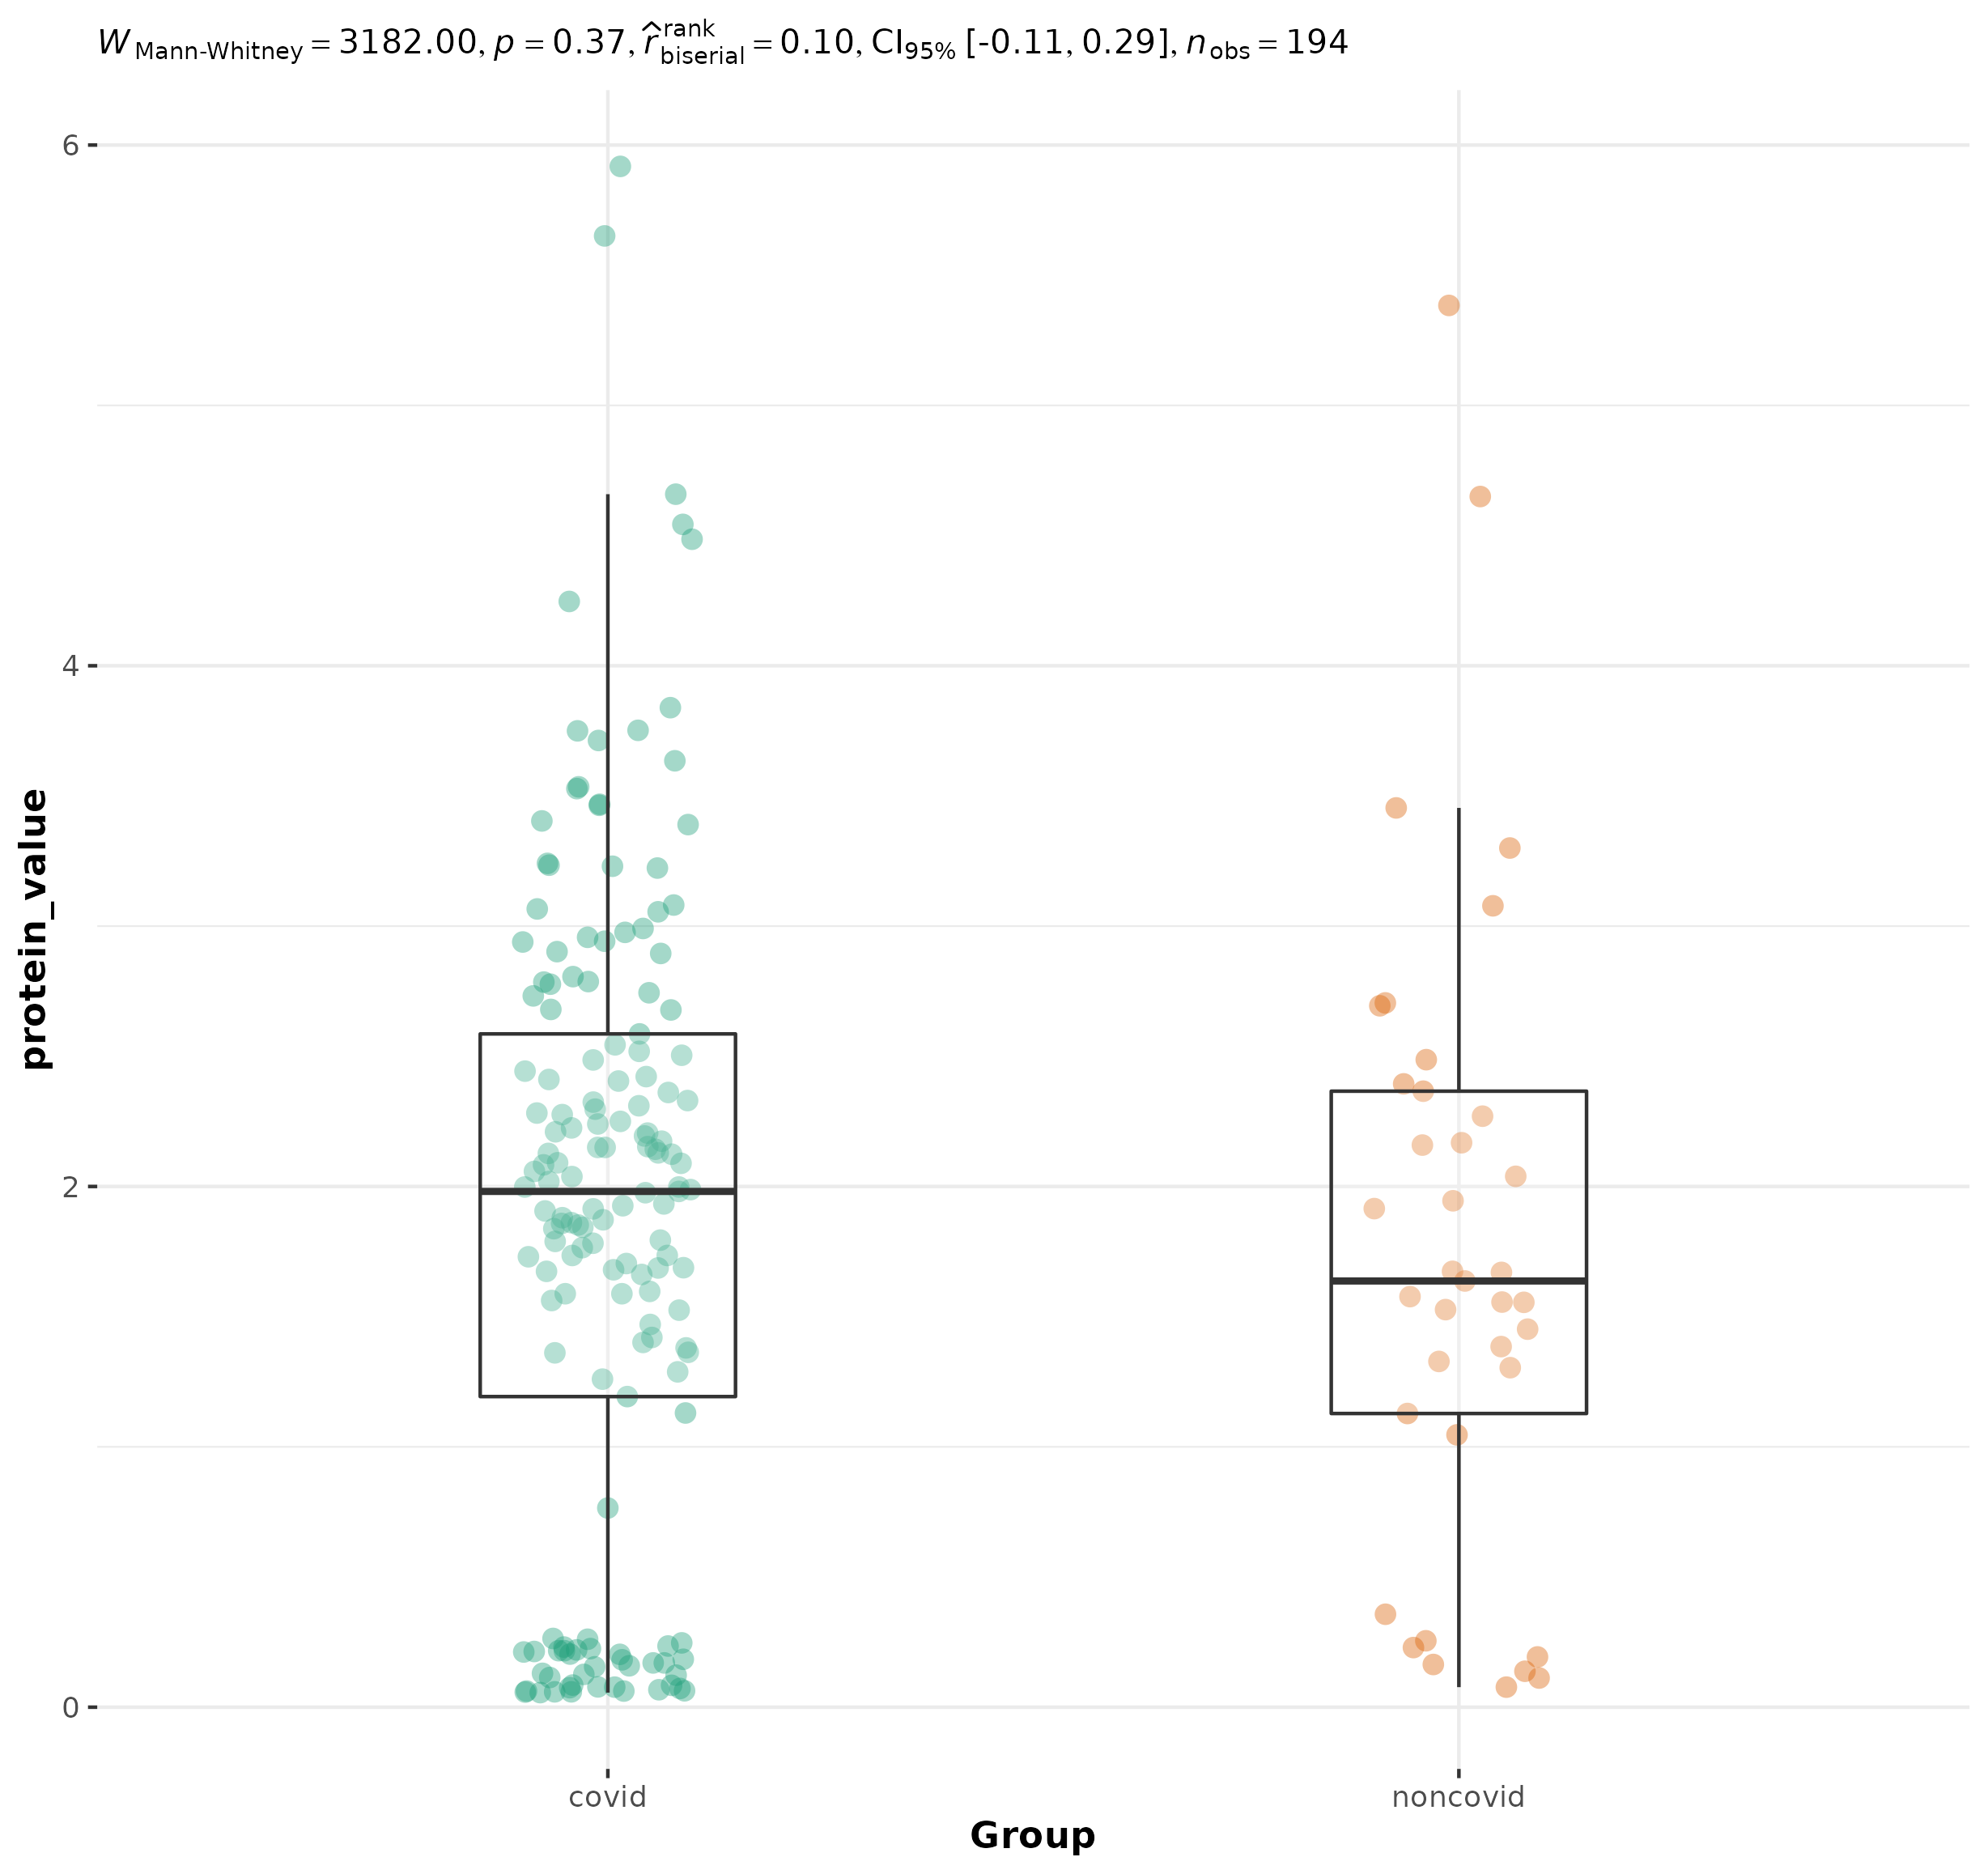 W Mann-Whitney = 3182.00, p = 0.37, r̂ rank biserial = 0.10, CI95% [-0.11, 0.29], n obs = 194
6
4
2
0
protein_value
covid noncovid
Group